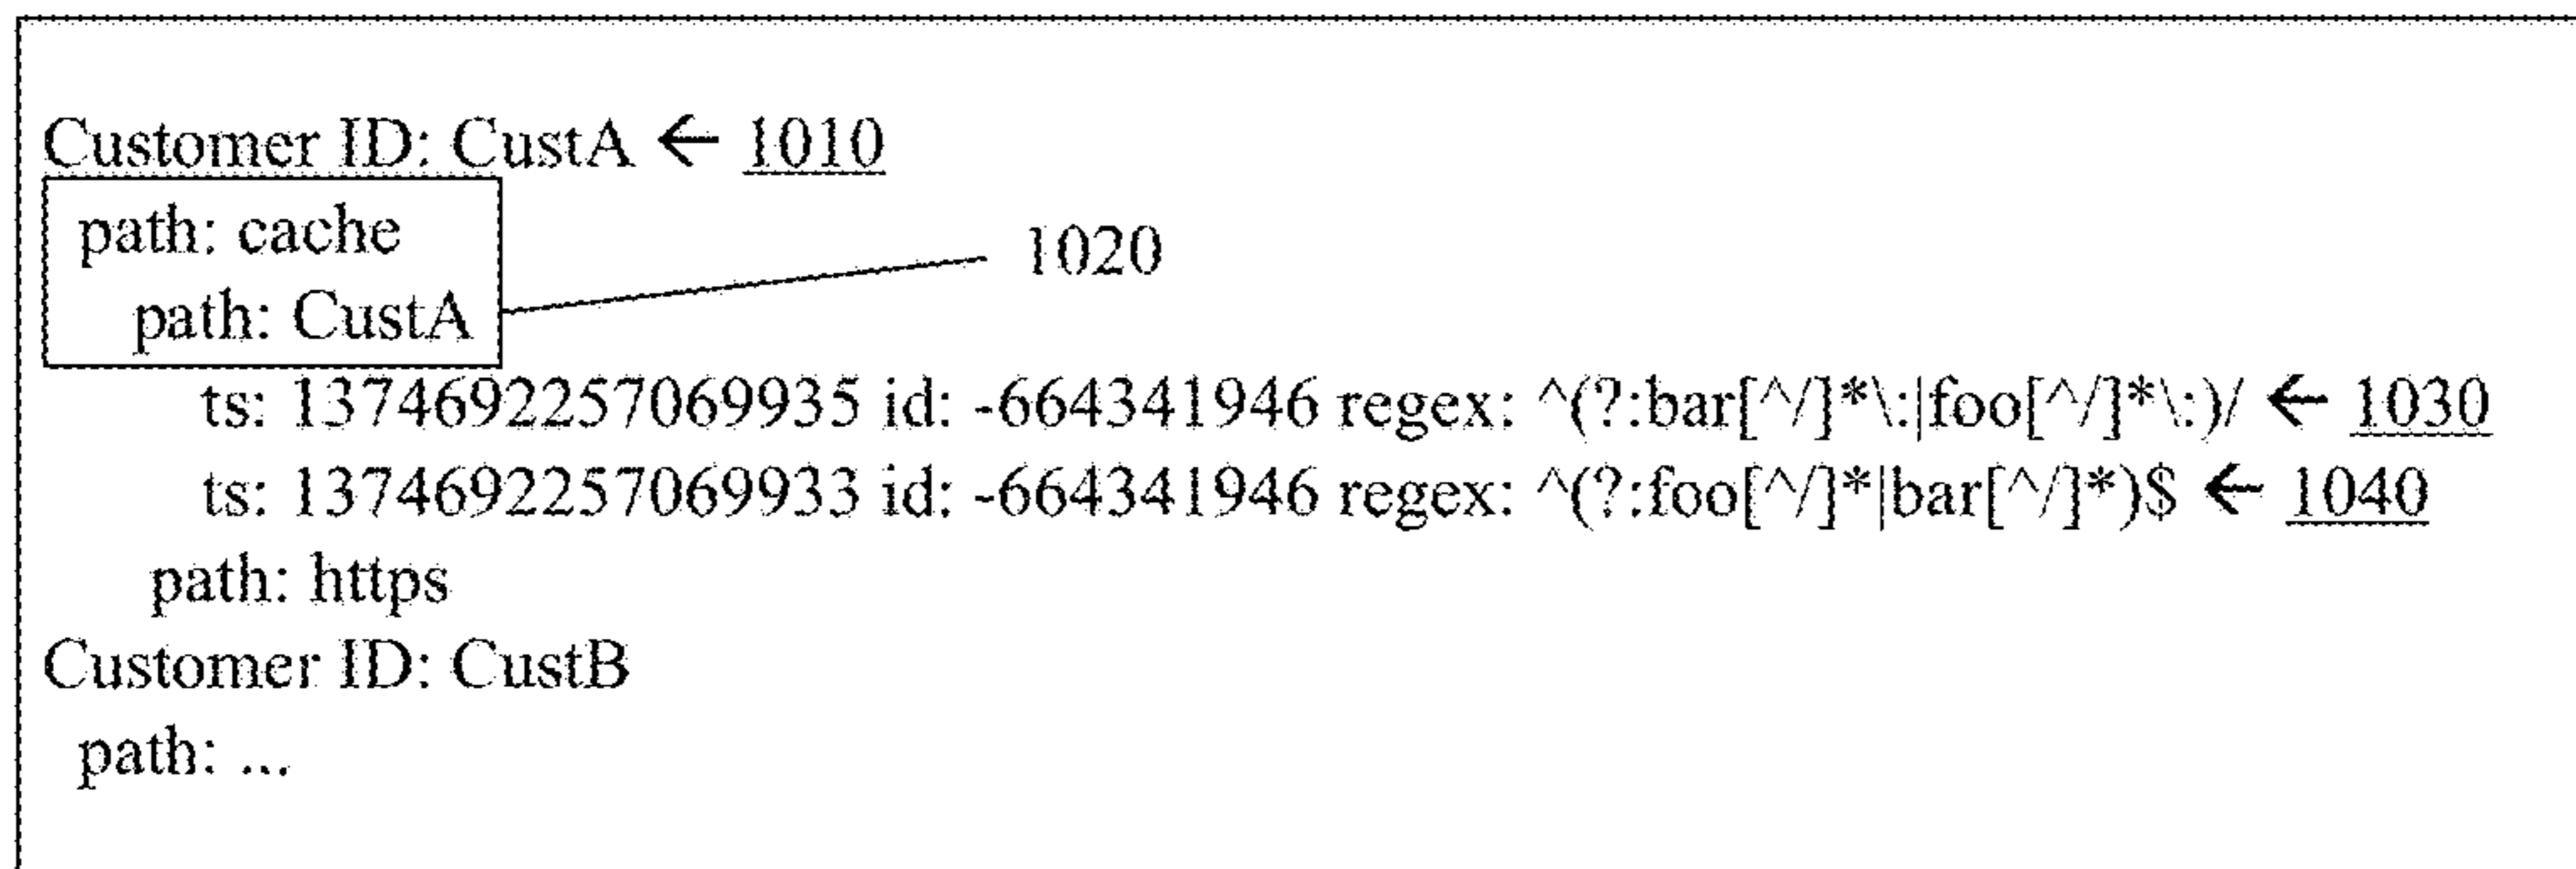 Customer ID: CustA ← 1010
path: cache
1020
path: CustA
ts: 1374692257069935 id: -664341946 regex: ^(?:bar[^/]*\:|foo[^/]*\:)/ ← 1030
ts: 1374692257069933 id: -664341946 regex: ^(?:foo[^/]*|bar[^/]*)$ ← 1040
path: https
Customer ID: CustB
path: ...